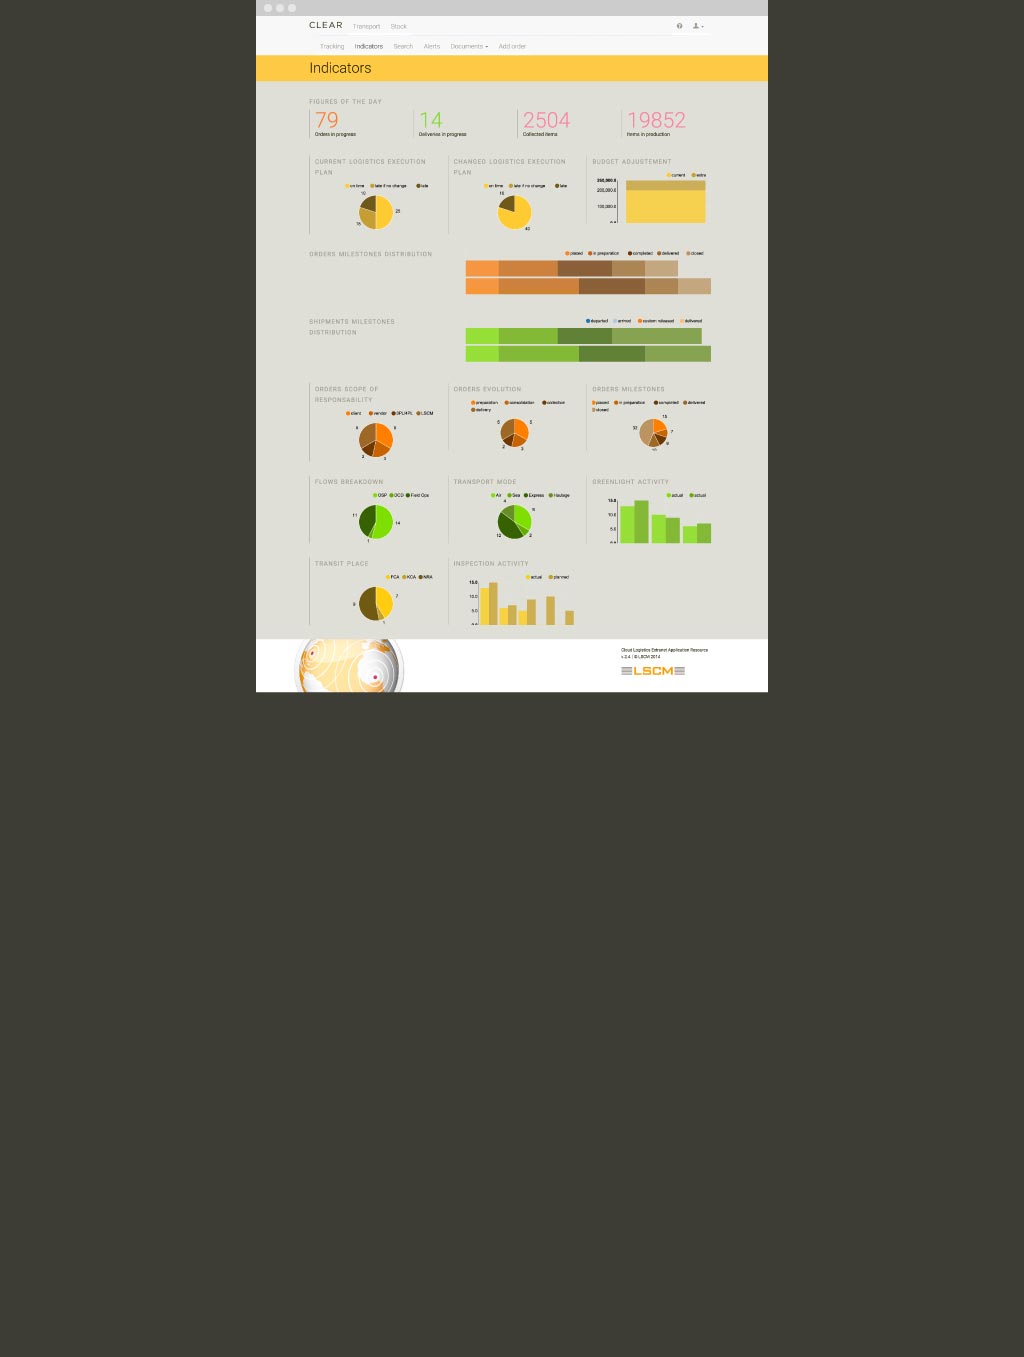 CLEAR Transport Stock
Tracking Indicators Search Alerts Documents Add order
Indicators
FIGURES OF THE DAY
79 14 2504 19852
Orders in progress Deliveries in progress Collected items Items in production
CURRENT LOGISTICS EXECUTION PLAN
on time late if no change late
10
25
15
CHANGED LOGISTICS EXECUTION PLAN
on time late if no change late
10
40
BUDGET ADJUSTEMENT
current extra
200,000.0
100,000.0
0.0
ORDERS MILESTONES DISTRIBUTION
placed in preparation completed delivered closed
SHIPMENTS MILESTONES
DISTRIBUTION
departed arrived custom released delivered
ORDERS SCOPE OF
RESPONSABILITY
client vendor 3PL/4PL LSCM
ORDERS EVOLUTION
preparation consolidation collection
delivery
ORDERS MILESTONES
placed in preparation completed delivered
closed
15
33
7
FLOWS BREAKDOWN
OSP DCD Field Ops
11
14
1
TRANSPORT MODE
Air Sea Express Haulage
4
12
2
GREENLIGHT ACTIVITY
actual actual
15.0
10.0
5.0
0.0
TRANSIT PLACE
FCA KCA NRA
7
9
1
INSPECTION ACTIVITY
actual planned
15.0
10.0
5.0
0.0
Cloud Logistics Extranet Application Resource
© LSCM 2014
LSCM